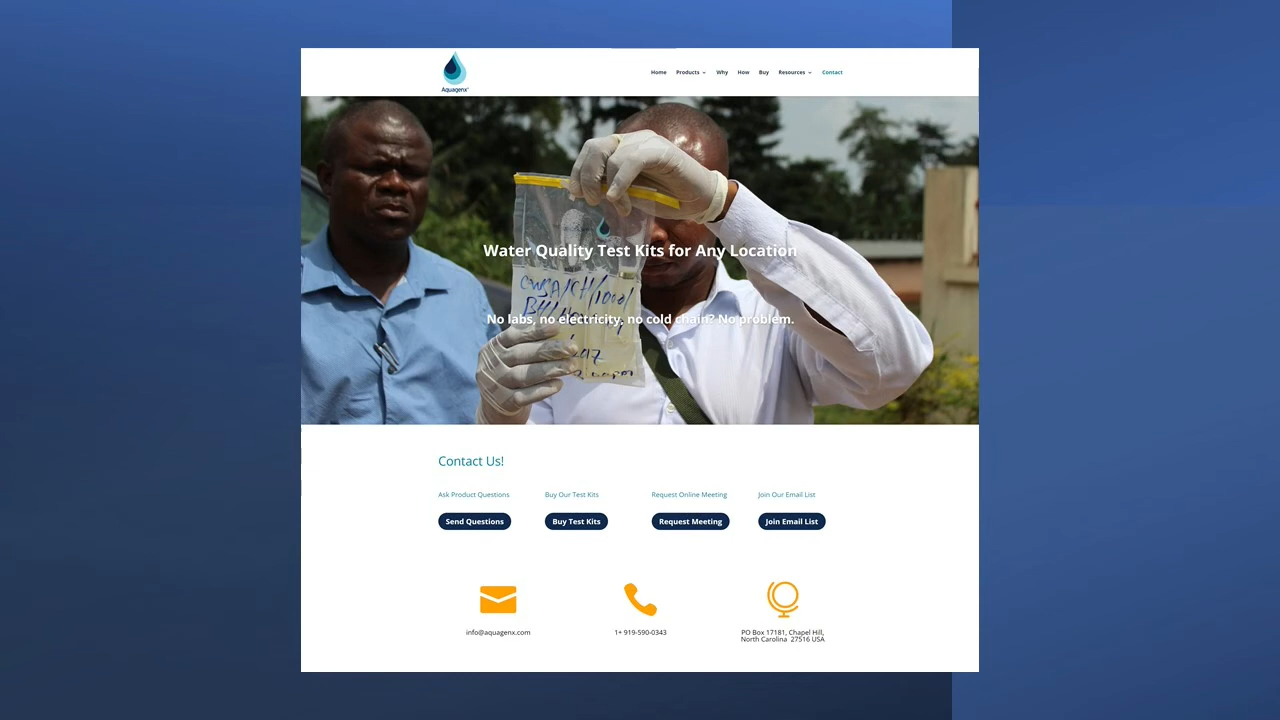 Aquagenx®
Home Products Why How Buy Resources Contact
Water Quality Test Kits for Any Location
No labs, no electricity, no cold chain? No problem.
Contact Us!
Ask Product Questions
Buy Our Test Kits
Request Online Meeting
Join Our Email List
Send Questions
Buy Test Kits
Request Meeting
Join Email List
info@aquagenx.com
1+ 919-590-0343
PO Box 17181, Chapel Hill,
North Carolina 27516 USA